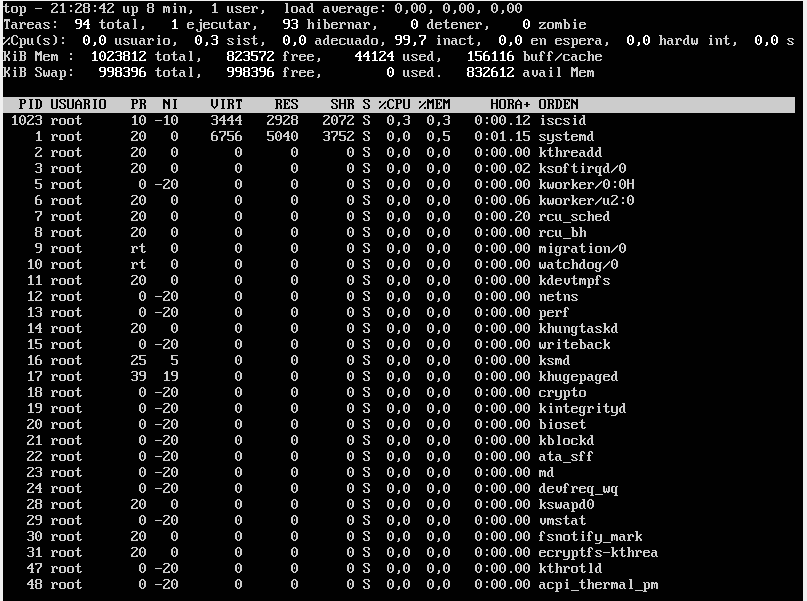 top - 21:28:42 up 8 min,  1 user,  load average: 0,00, 0,00, 0,00
Tareas:  94 total,   1 ejecutar,  93 hibernar,   0 detener,   0 zombie
%Cpu(s):  0,0 usuario,  0,3 sist,  0,0 adecuado, 99,7 inact,  0,0 en espera,  0,0 hardw int,  0,0 s
KiB Mem :  1023812 total,   823572 free,    44124 used,   156116 buff/cache
KiB Swap:   998396 total,   998396 free,        0 used.   832612 avail Mem
PID USUARIO   PR  NI    VIRT    RES    SHR S %CPU %MEM     HORA+ ORDEN
1023 root      10 -10    3444   2928   2072 S  0,3  0,3   0:00.12 iscsid
1 root      20   0    6756   5040   3752 S  0,0  0,5   0:01.15 systemd
2 root      20   0       0      0      0 S  0,0  0,0   0:00.00 kthreadd
3 root      20   0       0      0      0 S  0,0  0,0   0:00.02 ksoftirqd/0
5 root       0 -20       0      0      0 S  0,0  0,0   0:00.00 kworker/0:0H
6 root      20   0       0      0      0 S  0,0  0,0   0:00.06 kworker/u2:0
7 root      20   0       0      0      0 S  0,0  0,0   0:00.20 rcu_sched
8 root      20   0       0      0      0 S  0,0  0,0   0:00.00 rcu_bh
9 root      rt   0       0      0      0 S  0,0  0,0   0:00.00 migration/0
10 root      rt   0       0      0      0 S  0,0  0,0   0:00.00 watchdog/0
11 root      20   0       0      0      0 S  0,0  0,0   0:00.00 kdevtmpfs
12 root       0 -20       0      0      0 S  0,0  0,0   0:00.00 netns
13 root       0 -20       0      0      0 S  0,0  0,0   0:00.00 perf
14 root      20   0       0      0      0 S  0,0  0,0   0:00.00 khungtaskd
15 root       0 -20       0      0      0 S  0,0  0,0   0:00.00 writeback
16 root      25   5       0      0      0 S  0,0  0,0   0:00.00 ksmd
17 root      39  19       0      0      0 S  0,0  0,0   0:00.00 khugepaged
18 root       0 -20       0      0      0 S  0,0  0,0   0:00.00 crypto
19 root       0 -20       0      0      0 S  0,0  0,0   0:00.00 kintegrityd
20 root       0 -20       0      0      0 S  0,0  0,0   0:00.00 bioset
21 root       0 -20       0      0      0 S  0,0  0,0   0:00.00 kblockd
22 root       0 -20       0      0      0 S  0,0  0,0   0:00.00 ata_sff
23 root       0 -20       0      0      0 S  0,0  0,0   0:00.00 md
24 root       0 -20       0      0      0 S  0,0  0,0   0:00.00 devfreq_wq
28 root      20   0       0      0      0 S  0,0  0,0   0:00.00 kswapd0
29 root       0 -20       0      0      0 S  0,0  0,0   0:00.00 vmstat
30 root      20   0       0      0      0 S  0,0  0,0   0:00.00 fsnotify_mark
31 root      20   0       0      0      0 S  0,0  0,0   0:00.00 ecryptfs-kthrea
47 root       0 -20       0      0      0 S  0,0  0,0   0:00.00 kthrotld
48 root       0 -20       0      0      0 S  0,0  0,0   0:00.00 acpi_thermal_pm